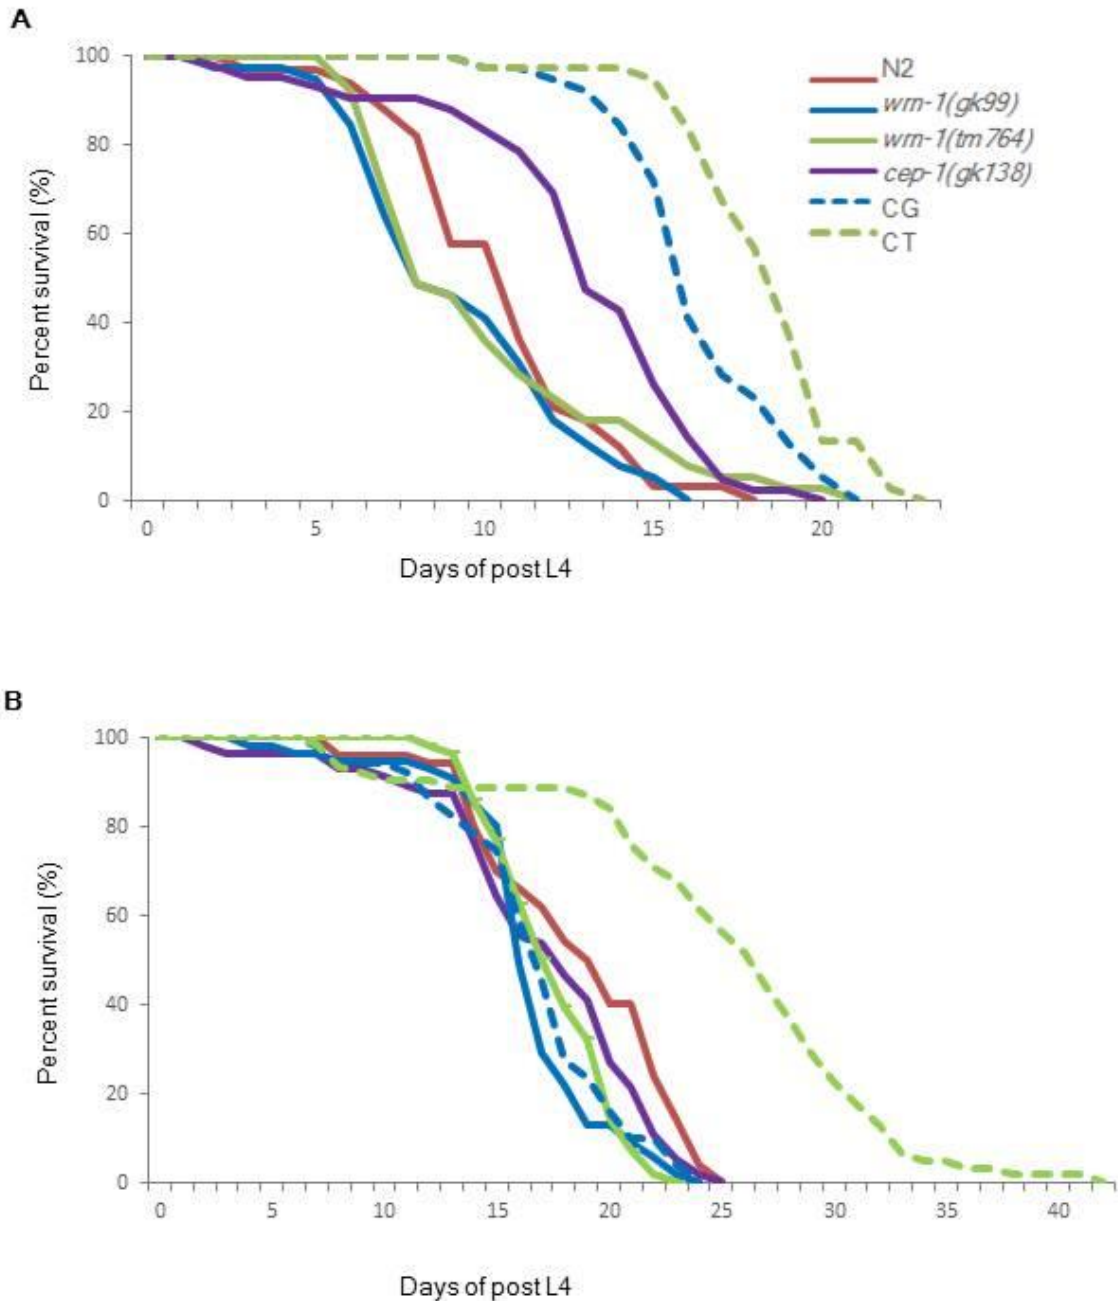 A
100
80
60
40
20
0
Percent survival (%)
0 5 10 15 20
Days of post L4
N2
wrn-1(gk99)
wrn-1(tm764)
cep-1(gk138)
CG
CT
B
100
80
60
40
20
0
Percent survival (%)
0 5 10 15 20 25 30 35 40
Days of post L4